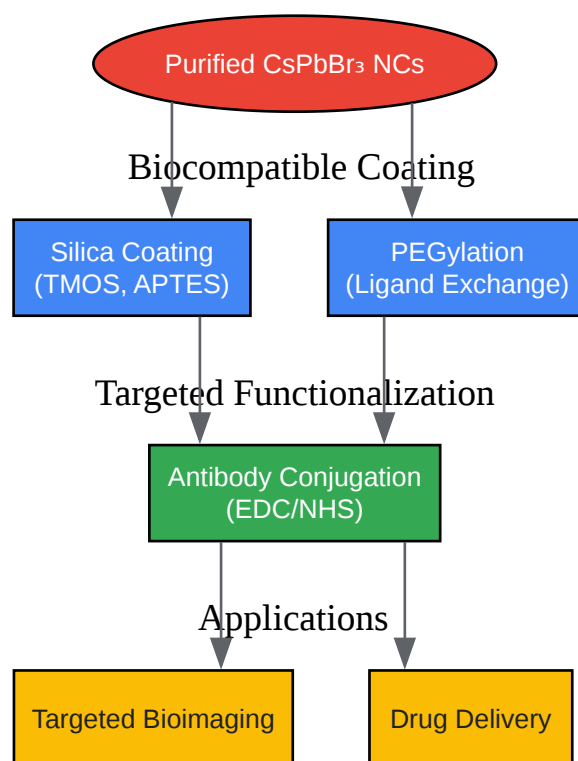 Purified CsPbBr₃ NCs
Biocompatible Coating
Silica Coating
(TMOS, APTES)
PEGylation
(Ligand Exchange)
Targeted Functionalization
Antibody Conjugation
(EDC/NHS)
Applications
Targeted Bioimaging
Drug Delivery